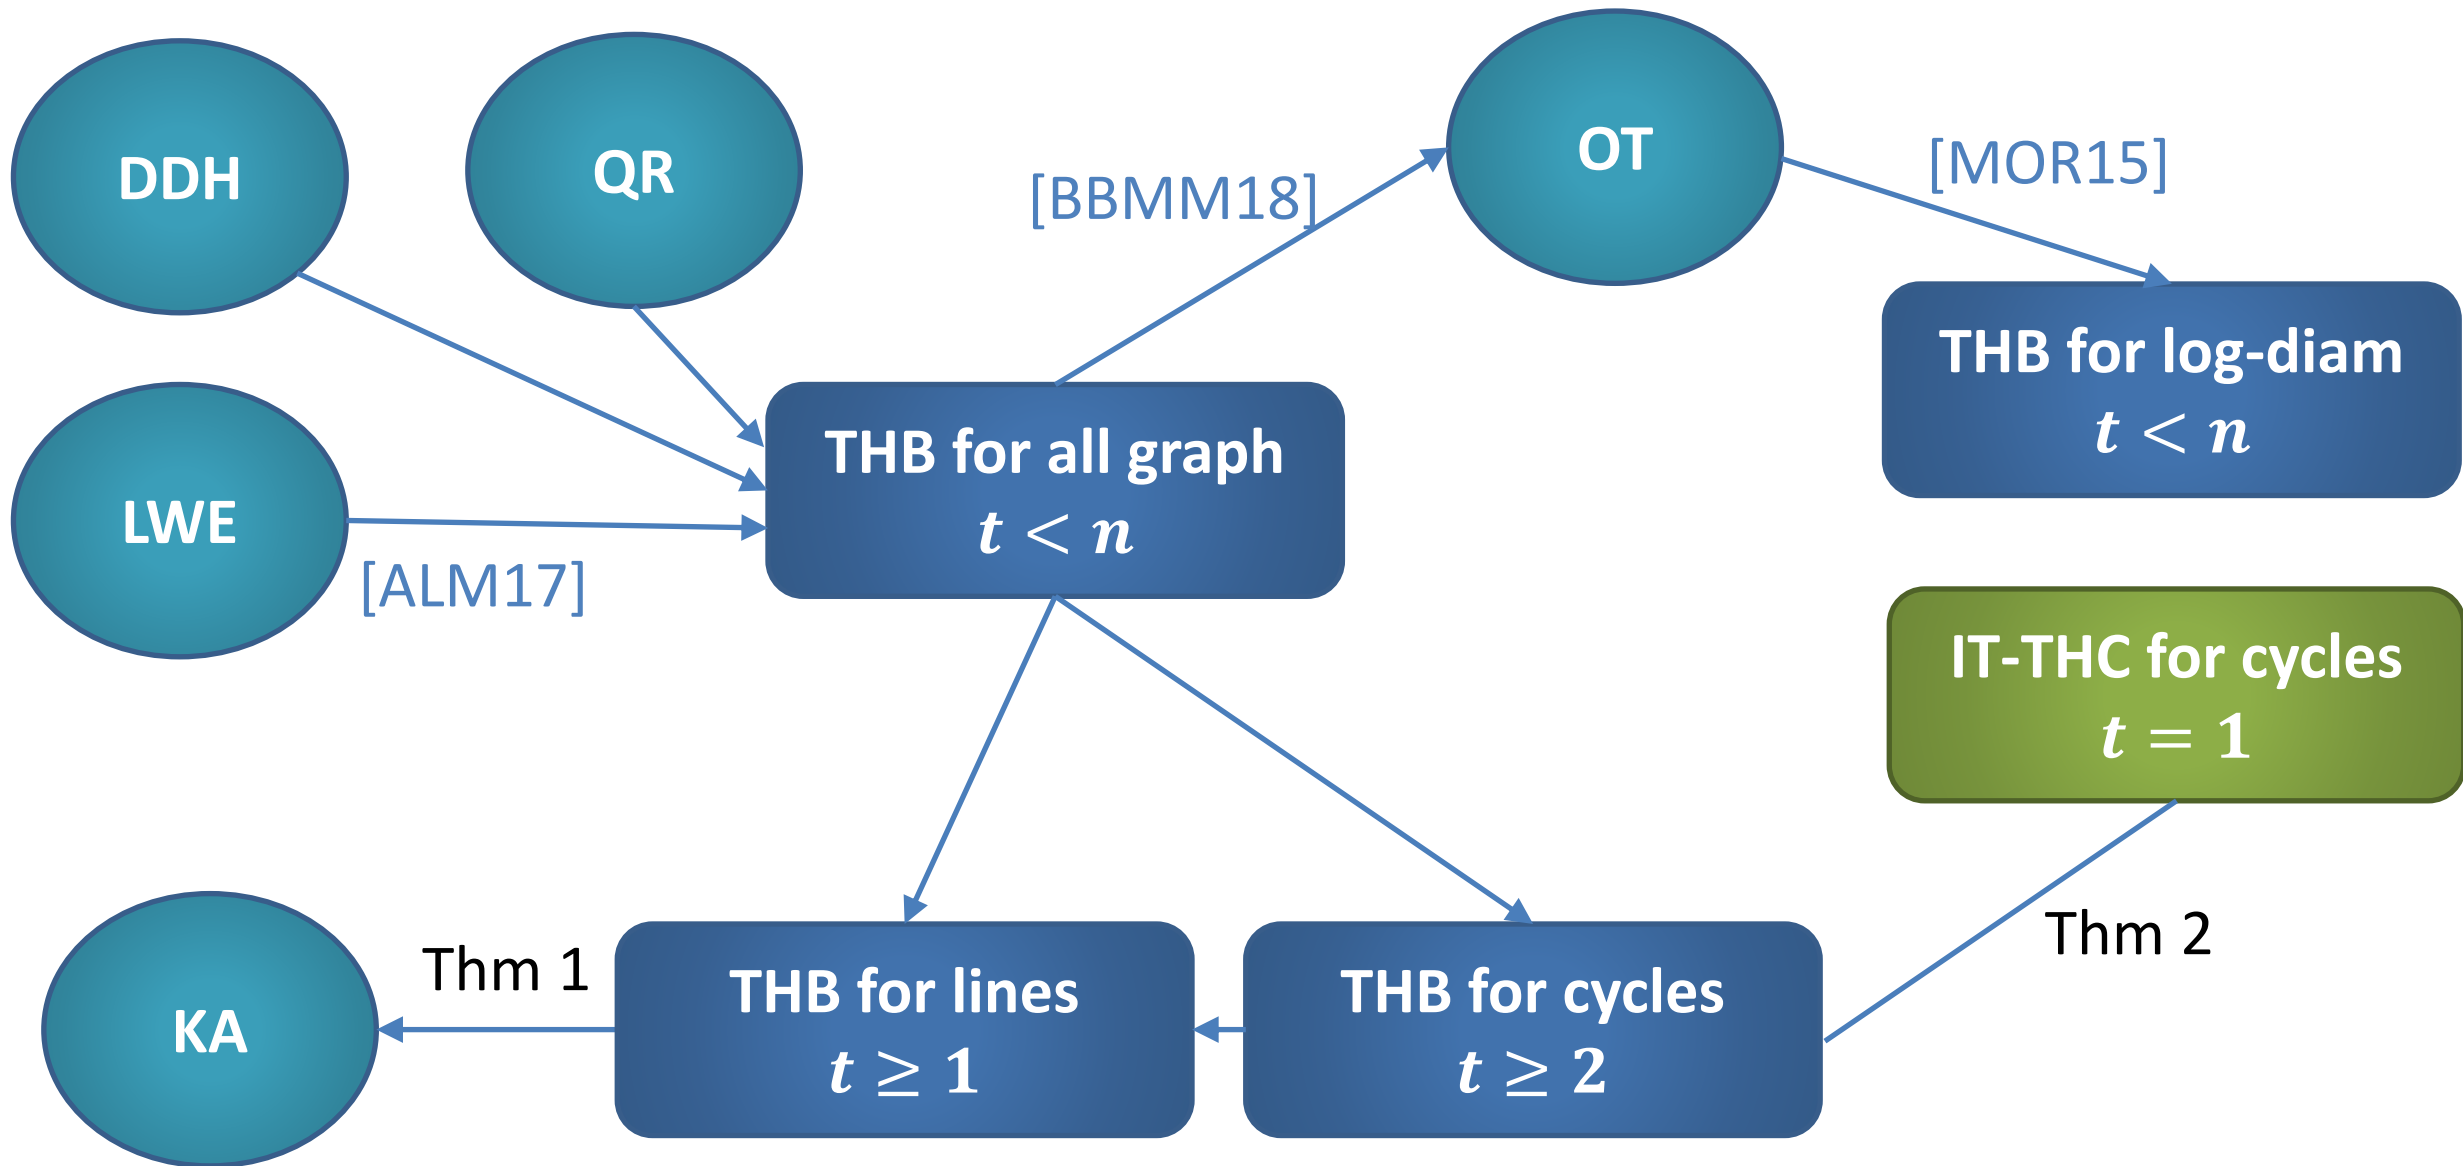 DDH
QR
OT
[BBMM18]
[MOR15]
THB for log-diam
t < n
THB for all graph
t < n
LWE
[ALM17]
IT-THC for cycles
t = 1
Thm 2
Thm 1
KA
THB for lines
t ≥ 1
THB for cycles
t ≥ 2